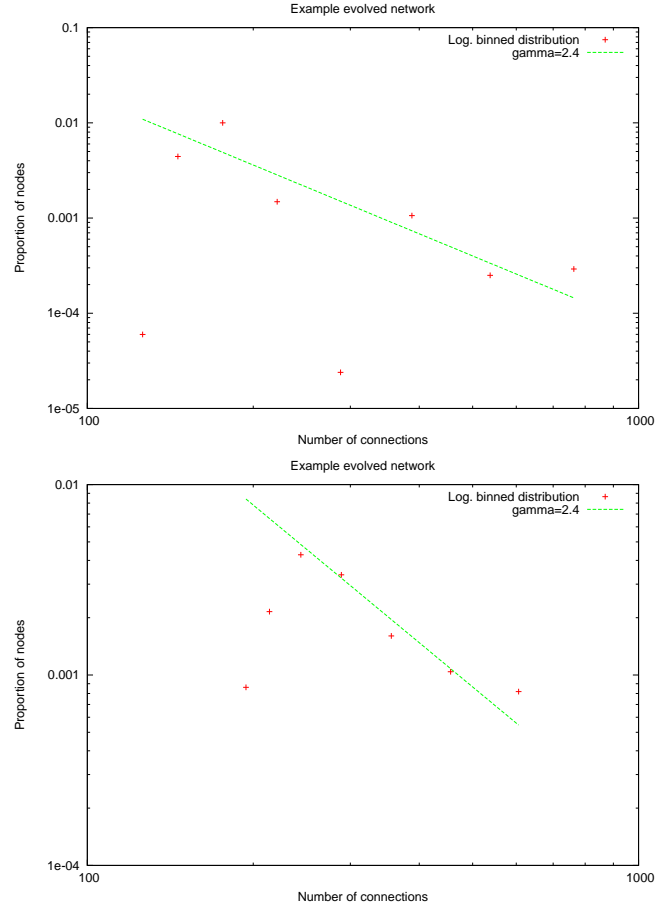 Example evolved network
0.1
Log. binned distribution
gamma=2.4
0.01
Proportion of nodes
0.001
1e-04
1e-05
100
1000
Number of connections
Example evolved network
0.01
Log. binned distribution
gamma=2.4
Proportion of nodes
0.001
1e-04
100
1000
Number of connections